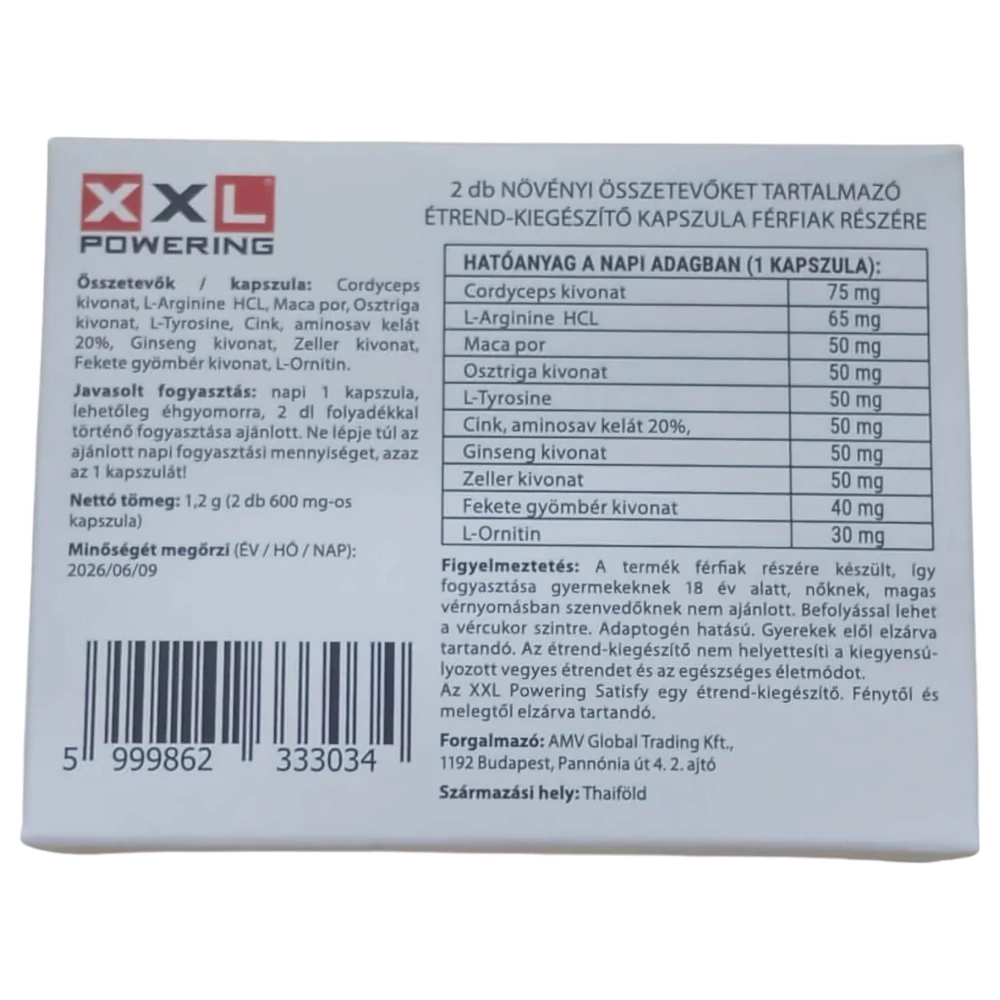 XXL®
POWERING
Összetevők / kapszula: Cordyceps
kivonat, L-Arginine HCL, Maca por, Osztriga
kivonat, L-Tyrosine, Cink, aminosav kelát
20%, Ginseng kivonat, Zeller kivonat,
Fekete gyömbér kivonat, L-Ornitin.
Javasolt fogyasztás: napi 1 kapszula,
lehetőleg éhgyomorra, 2 dl folyadékkal
történő fogyasztása ajánlott. Ne lépje túl az
ajánlott napi fogyasztási mennyiséget, azaz
az 1 kapszulát!
Nettó tömeg: 1,2 g (2 db 600 mg-os
kapszula)
Minőségét megőrzi (ÉV / HÓ / NAP):
2026/06/09
5 999862 333034
2 db NÖVÉNYI ÖSSZETEVŐKET TARTALMAZÓ
ÉTREND-KIEGÉSZÍTŐ KAPSZULA FÉRFIAK RÉSZÉRE
HATÓANYAG A NAPI ADAGBAN (1 KAPSZULA):
Cordyceps kivonat 75 mg
L-Arginine HCL 65 mg
Maca por 50 mg
Osztriga kivonat 50 mg
L-Tyrosine 50 mg
Cink, aminosav kelát 20%, 50 mg
Ginseng kivonat 50 mg
Zeller kivonat 50 mg
Fekete gyömbér kivonat 40 mg
L-Ornitin 30 mg
Figyelmeztetés: A termék férfiak részére készült, így
fogyasztása gyermekeknek 18 év alatt, nőknek, magas
vérnyomásban szenvedőknek nem ajánlott. Befolyással lehet
a vércukor szintre. Adaptogén hatású. Gyerekek elől elzárva
tartandó. Az étrend-kiegészítő nem helyettesíti a kiegyensú-
lyozott vegyes étrendet és az egészséges életmódot.
Az XXL Powering Satisfy egy étrend-kiegészítő. Fénytől és
melegtől elzárva tartandó.
Forgalmazó: AMV Global Trading Kft.,
1192 Budapest, Pannónia út 4. 2. ajtó
Származási hely: Thaiföld